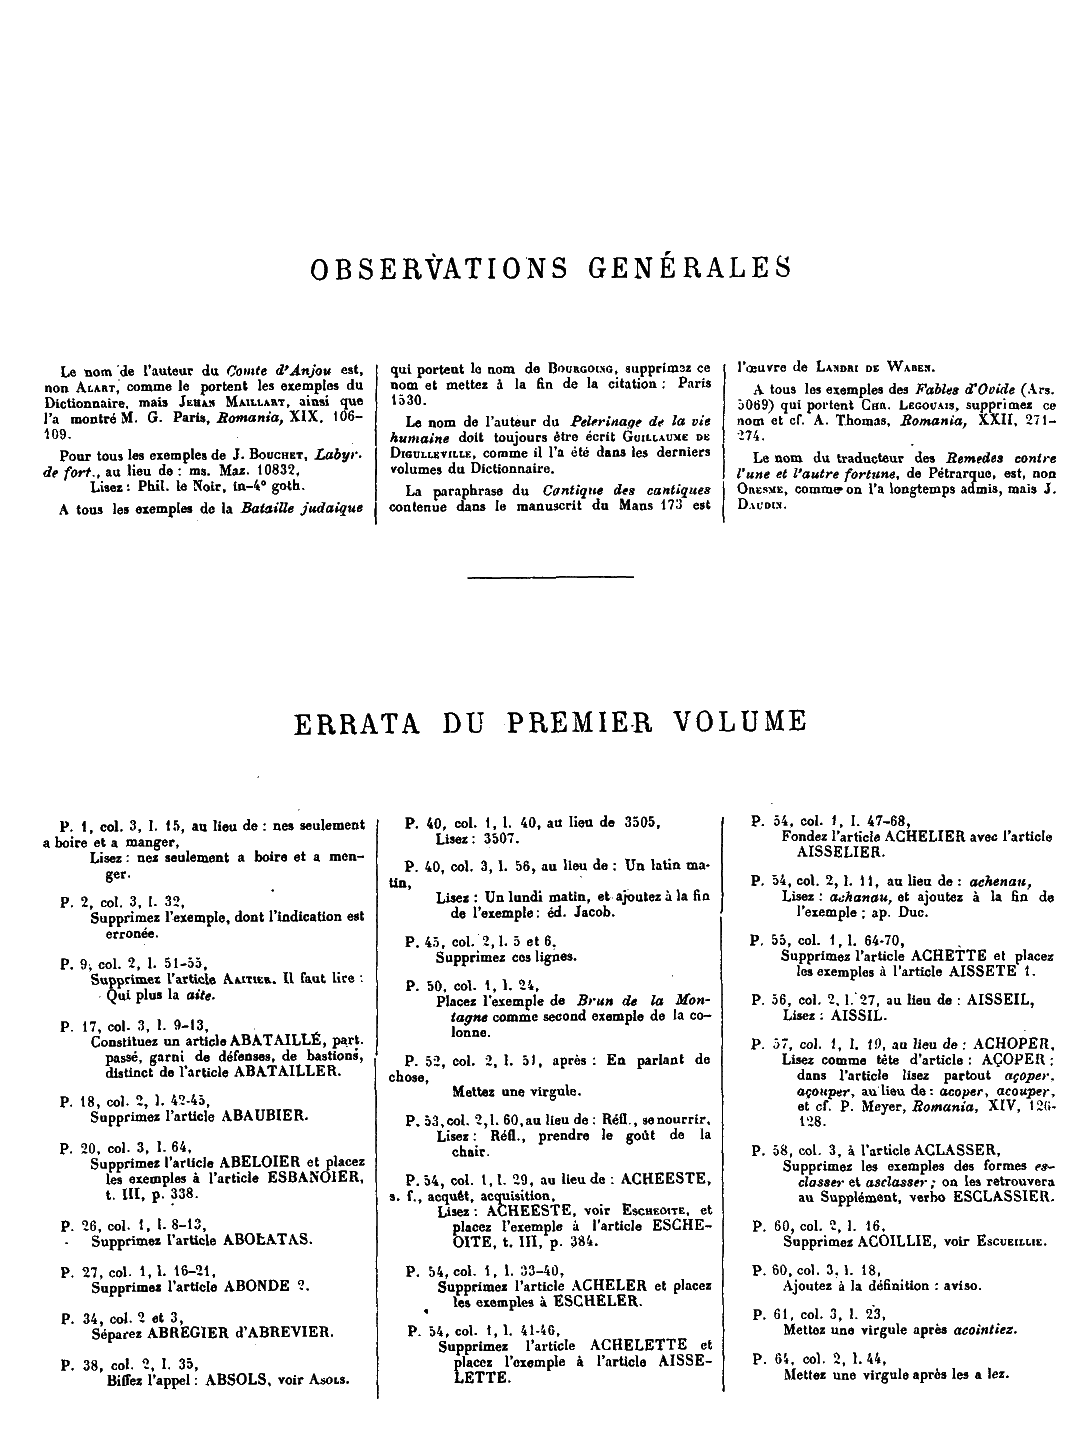 OBSERVATIONS GENÉRALES
Le nom de l'auteur du Comte d'Anjou est,
non ALART, comme le portent les exemples du
Dictionnaire, mais JEHAN MAILLART, ainsi que
l'a montré M. G. Paris, Romania, XIX, 106-
109.
Pour tous les exemples de J. BOUCHET, Labyr.
de fort., au lieu de : ms. Maz. 10832,
Lisez : Phil. le Noir, in-4° goth.
A tous les exemples de la Bataille judaique
qui portent le nom de BOURGOING, supprimez ce
nom et mettez à la fin de la citation : Paris
1530.
Le nom de l'auteur du Pelerinage de la vie
humaine doit toujours être écrit GUILLAUME DE
DIGULLEVILLE, comme il l'a été dans les derniers
volumes du Dictionnaire.
La paraphrase du Cantique des cantiques
contenue dans le manuscrit du Mans 173 est
l'œuvre de LANDRI DE WABEN.
A tous les exemples des Fables d'Ovide (Ars.
5069) qui portent CHR. LEGOUAIS, supprimez ce
nom et cf. A. Thomas, Romania, XXII, 271-
274.
Le nom du traducteur des Remedes contre
l'une et l'autre fortune, de Pétrarque, est, non
ORESME, comme on l'a longtemps admis, mais J.
DAUDIN.
ERRATA DU PREMIER VOLUME
P. 1, col. 3, l. 15, au lieu de : nes seulement
a boire et a manger,
Lisez : nez seulement a boire et a men-
ger.
P. 2, col. 3, l. 32,
Supprimez l'exemple, dont l'indication est
erronée.
P. 9, col. 2, l. 51-55,
Supprimez l'article AAITIER. Il faut lire :
Qui plus la aite.
P. 17, col. 3, l. 9-13,
Constituez un article ABATAILLÉ, part.
passé, garni de défenses, de bastions,
distinct de l'article ABATAILLER.
P. 18, col. 2, l. 42-45,
Supprimez l'article ABAUBIER.
P. 20, col. 3, l. 64,
Supprimez l'article ABELOIER et placez
les exemples à l'article ESBANOIER,
t. III, p. 338.
P. 26, col. 1, l. 8-13,
Supprimez l'article ABOLATAS.
P. 27, col. 1, l. 16-21,
Supprimez l'article ABONDE 2.
P. 34, col. 2 et 3,
Séparez ABREGIER d'ABREVIER.
P. 38, col. 2, l. 35,
Biffez l'appel : ABSOLS, voir ASOLS.
P. 40, col. 1, l. 40, au lieu de 3505,
Lisez : 3507.
P. 40, col. 3, l. 56, au lieu de : Un latin ma-
tin,
Lisez : Un lundi matin, et ajoutez à la fin
de l'exemple : éd. Jacob.
P. 45, col. 2, l. 5 et 6,
Supprimez ces lignes.
P. 50, col. 1, l. 24,
Placez l'exemple de Brun de la Mon-
tagne comme second exemple de la co-
lonne.
P. 52, col. 2, l. 51, après : En parlant de
chose,
Mettez une virgule.
P. 53, col. 2, l. 60, au lieu de : Réfl., se nourrir,
Lisez : Réfl., prendre le goût de la
chair.
P. 54, col. 1, l. 29, au lieu de : ACHEESTE,
s. f., acquêt, acquisition,
Lisez : ACHEESTE, voir ESCHEOITE, et
placez l'exemple à l'article ESCHE-
OITE, t. III, p. 384.
P. 54, col. 1, l. 33-40,
Supprimez l'article ACHELER et placez
les exemples à ESCHELER.
P. 54, col. 1, l. 41-46,
Supprimez l'article ACHELETTE et
placez l'exemple à l'article AISSE-
LETTE.
P. 54, col. 1, l. 47-68,
Fondez l'article ACHELIER avec l'article
AISSELIER.
P. 54, col. 2, l. 11, au lieu de : achenau,
Lisez : achanau, et ajoutez à la fin de
l'exemple ; ap. Duc.
P. 55, col. 1, l. 64-70,
Supprimez l'article ACHETTE et placez
les exemples à l'article AISSETE 1.
P. 56, col. 2, l. 27, au lieu de : AISSEIL,
Lisez : AISSIL.
P. 57, col. 1, l. 19, au lieu de : ACHOPER,
Lisez comme tête d'article : AÇOPER ;
dans l'article lisez partout açoper,
açouper, au lieu de : acoper, acouper,
et cf. P. Meyer, Romania, XIV, 126-
128.
P. 58, col. 3, à l'article ACLASSER,
Supprimez les exemples des formes es-
classer et asclasser ; on les retrouvera
au Supplément, verbo ESCLASSIER.
P. 60, col. 2, l. 16,
Supprimez ACOILLIE, voir ESCUEILLIE.
P. 60, col. 3, l. 18,
Ajoutez à la définition : aviso.
P. 61, col. 3, l. 23,
Mettez une virgule après acointiez.
P. 64, col. 2, l. 44,
Mettez une virgule après les a lez.